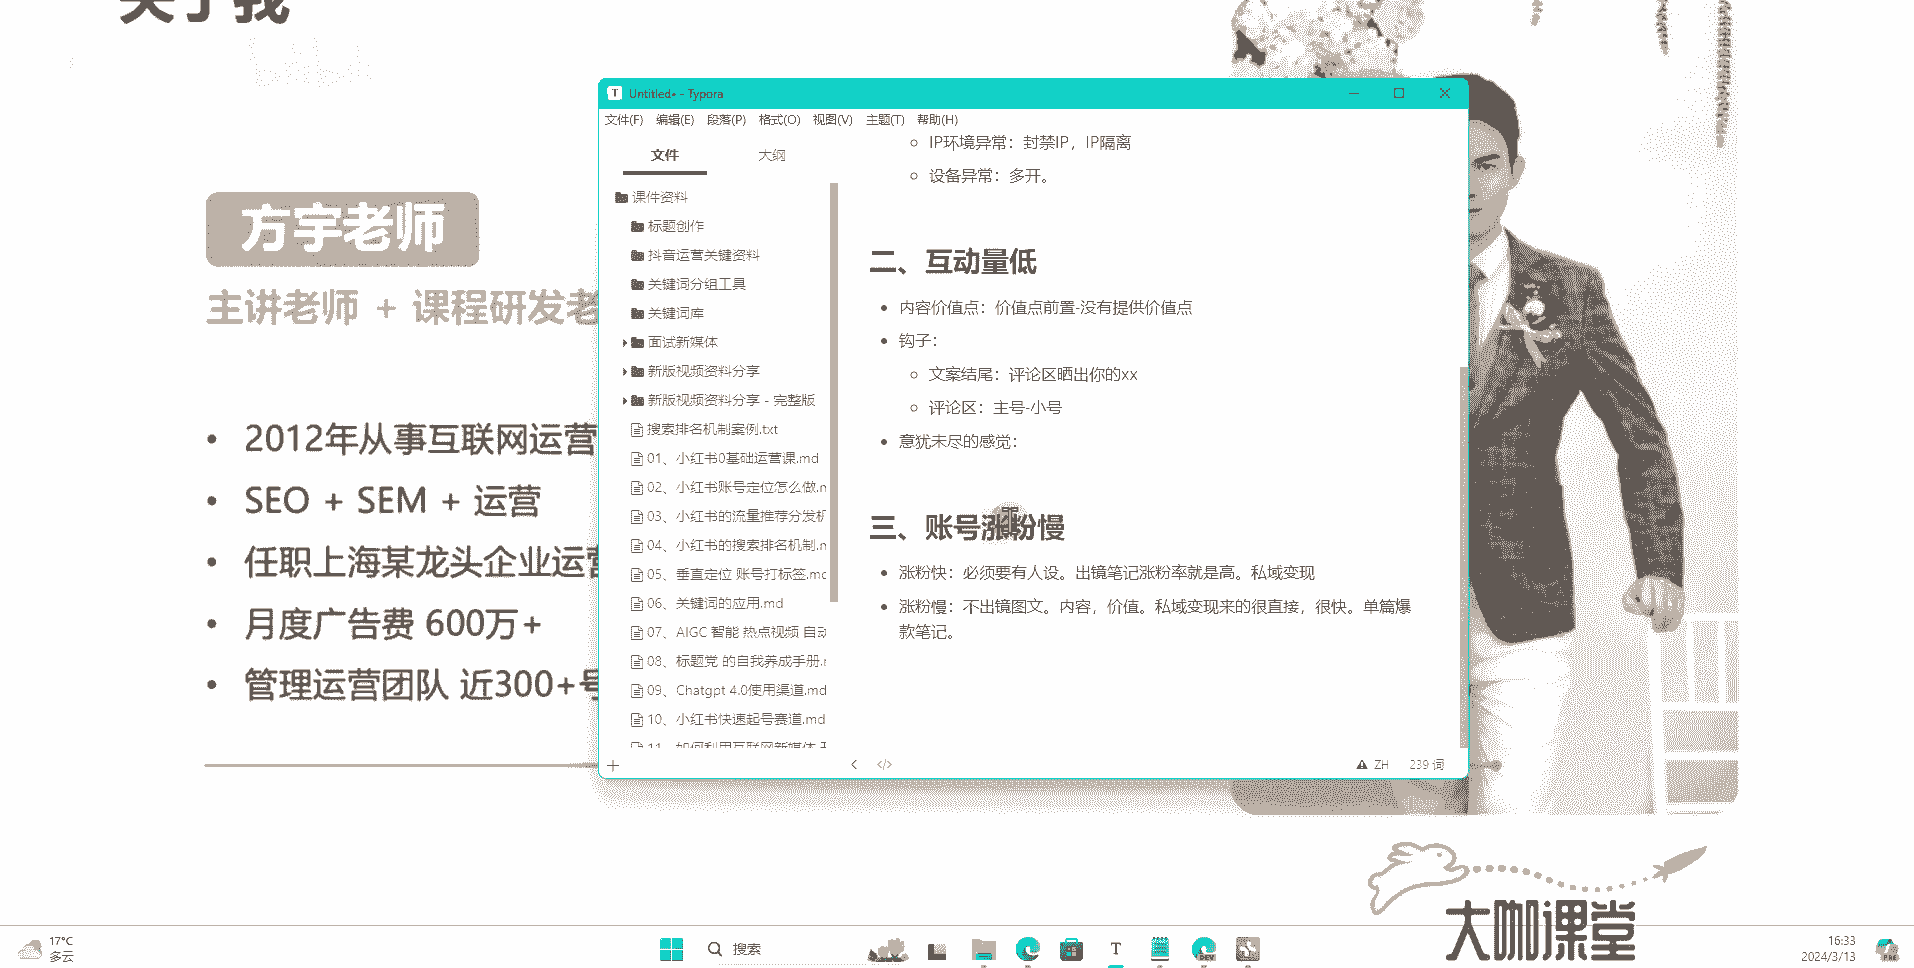 关于我
bilibili
方宇老师
主讲老师 + 课程研发老
2012年从事互联网运营
SEO + SEM + 运营
任职上海某龙头企业运营
月度广告费 600万+
管理运营团队 近300+号
Untitled• - Typora
文件(F) 编辑(E) 段落(P) 格式(O) 视图(V) 主题(T) 帮助(H)
文件 大纲
课件资料
标题创作
抖音运营关键资料
关键词分组工具
关键词库
面试新媒体
新版视频资料分享
新版视频资料分享 - 完整版
搜索排名机制案例.txt
01、小红书0基础运营课.md
02、小红书账号定位怎么做.m
03、小红书的流量推荐分发机
04、小红书的搜索排名机制.m
05、垂直定位 账号打标签.md
06、关键词的应用.md
07、AIGC 智能 热点视频 自动
08、标题党 的自我养成手册.m
09、Chatgpt 4.0使用渠道.md
10、小红书快速起号赛道.md
11、如何利用互联网新媒体
IP环境异常：封禁IP，IP隔离
设备异常：多开。
二、互动量低
内容价值点：价值点前置-没有提供价值点
钩子：
文案结尾：评论区晒出你的xx
评论区：主号-小号
意犹未尽的感觉：
三、账号涨粉慢
涨粉快：必须要有人设。出镜笔记涨粉率就是高。私域变现
涨粉慢：不出镜图文。内容，价值。私域变现来的很直接，很快。单篇爆
款笔记。
ZH 239 词
大咖课堂
17°C
多云
搜索
T
DEV
16:33
2024/3/13
PRE